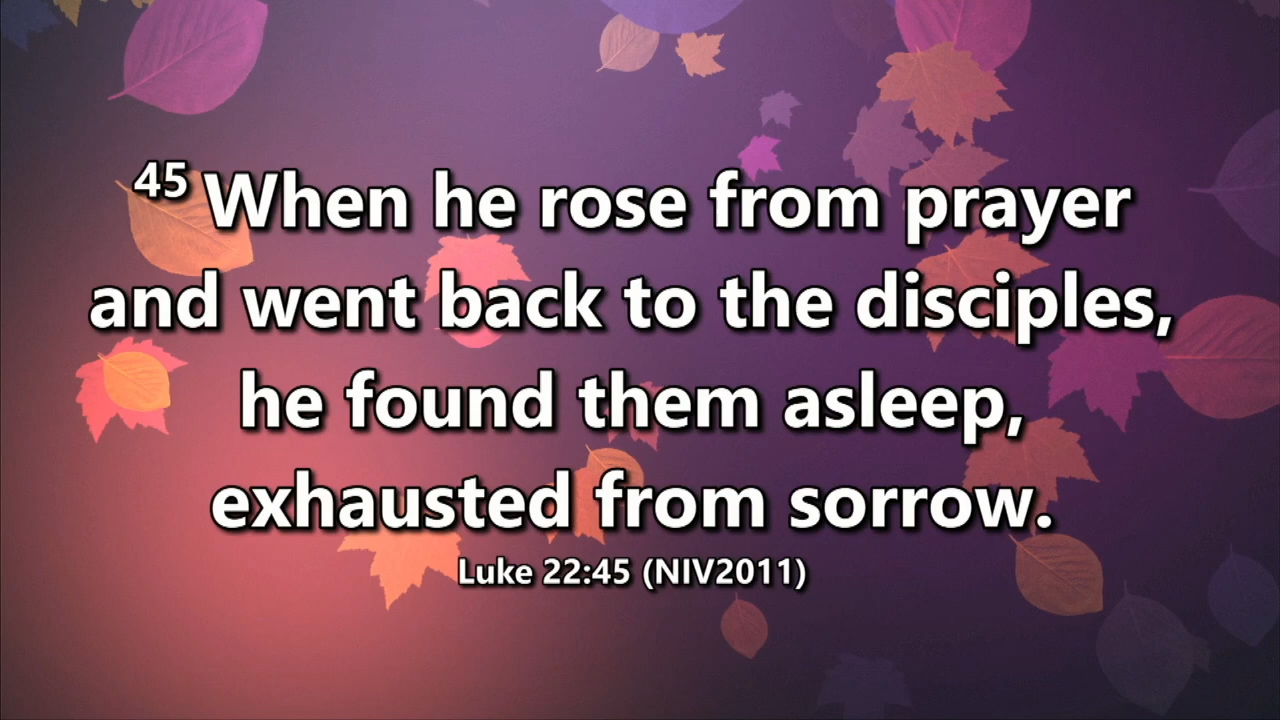 45 When he rose from prayer
and went back to the disciples,
he found them asleep,
exhausted from sorrow.
Luke 22:45 (NIV2011)